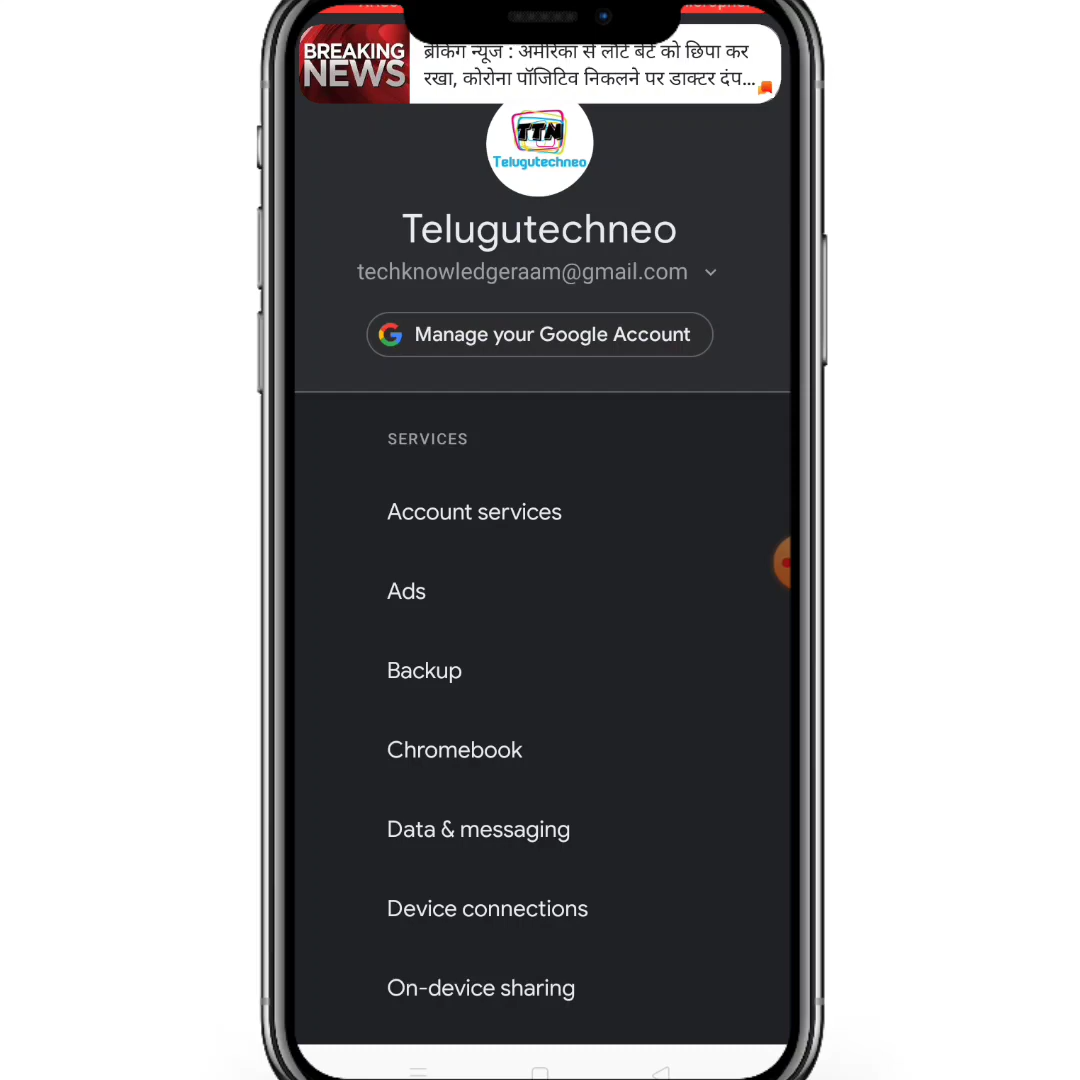 BREAKING
NEWS
ब्रेकिंग न्यूज : अमेरिका से लौटे बेटे को छिपा कर
रखा, कोरोना पॉजिटिव निकलने पर डाक्टर दंप...
TTN
Telugutechneo
Telugutechneo
techknowledgeraam@gmail.com
Manage your Google Account
SERVICES
Account services
Ads
Backup
Chromebook
Data & messaging
Device connections
On-device sharing